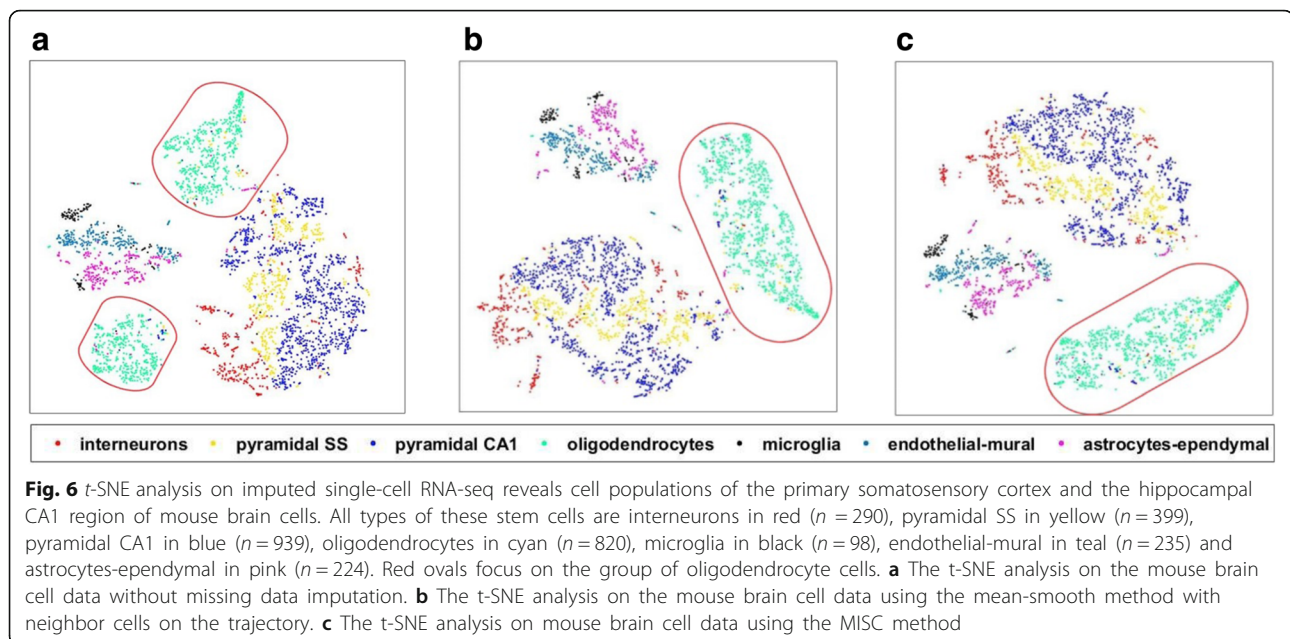 a
b
c
interneurons pyramidal SS pyramidal CA1 oligodendrocytes microglia endothelial-mural astrocytes-ependymal
Fig. 6 t-SNE analysis on imputed single-cell RNA-seq reveals cell populations of the primary somatosensory cortex and the hippocampal
CA1 region of mouse brain cells. All types of these stem cells are interneurons in red (n = 290), pyramidal SS in yellow (n = 399),
pyramidal CA1 in blue (n = 939), oligodendrocytes in cyan (n = 820), microglia in black (n = 98), endothelial-mural in teal (n = 235) and
astrocytes-ependymal in pink (n = 224). Red ovals focus on the group of oligodendrocyte cells. a The t-SNE analysis on the mouse brain
cell data without missing data imputation. b The t-SNE analysis on the mouse brain cell data using the mean-smooth method with
neighbor cells on the trajectory. c The t-SNE analysis on mouse brain cell data using the MISC method